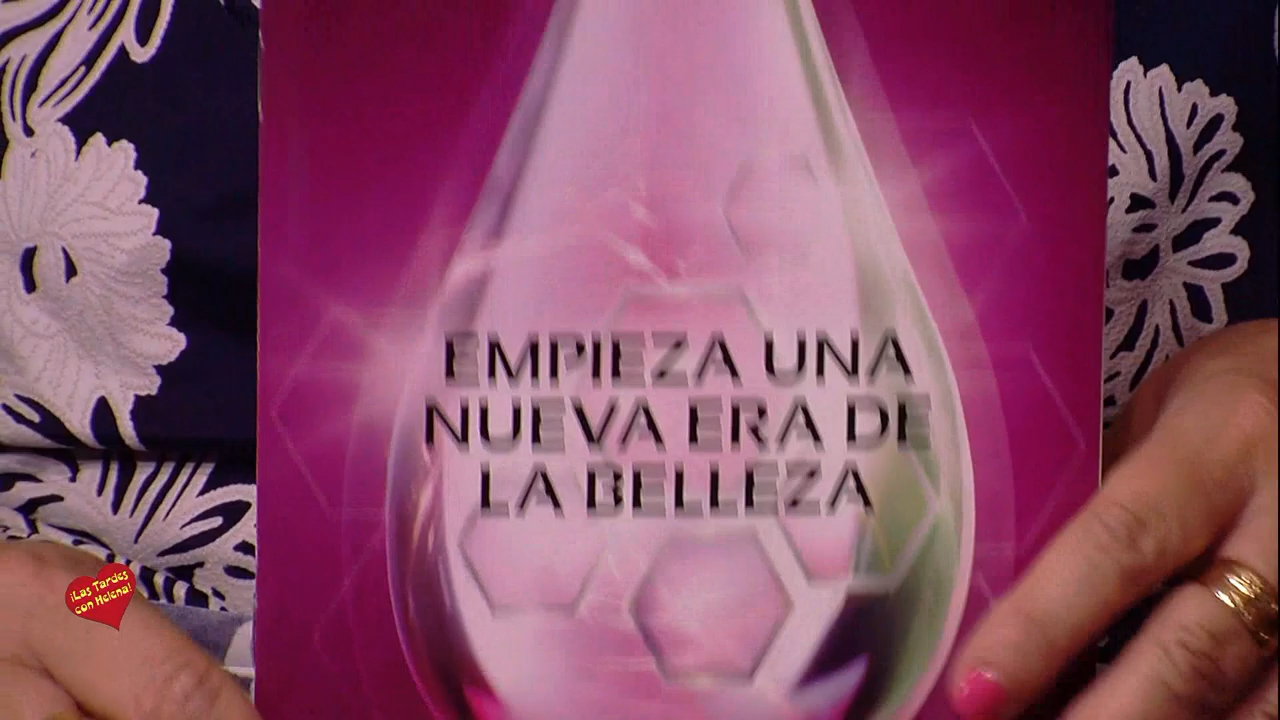 EMPIEZA UNA
NUEVA ERA DE
LA BELLEZA
¡Las Tardes
con Helena!